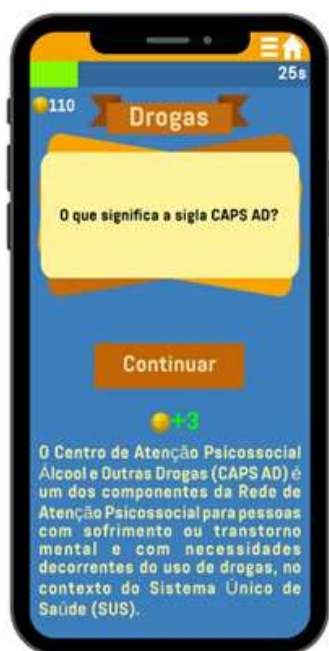 25s
110
Drogas
O que significa a sigla CAPS AD?
Continuar
+3
O Centro de Atenção Psicossocial
Álcool e Outras Drogas (CAPS AD) é
um dos componentes da Rede de
Atenção Psicossocial para pessoas
com sofrimento ou transtorno
mental e com necessidades
decorrentes do uso de drogas, no
contexto do Sistema Único de
Saúde (SUS).